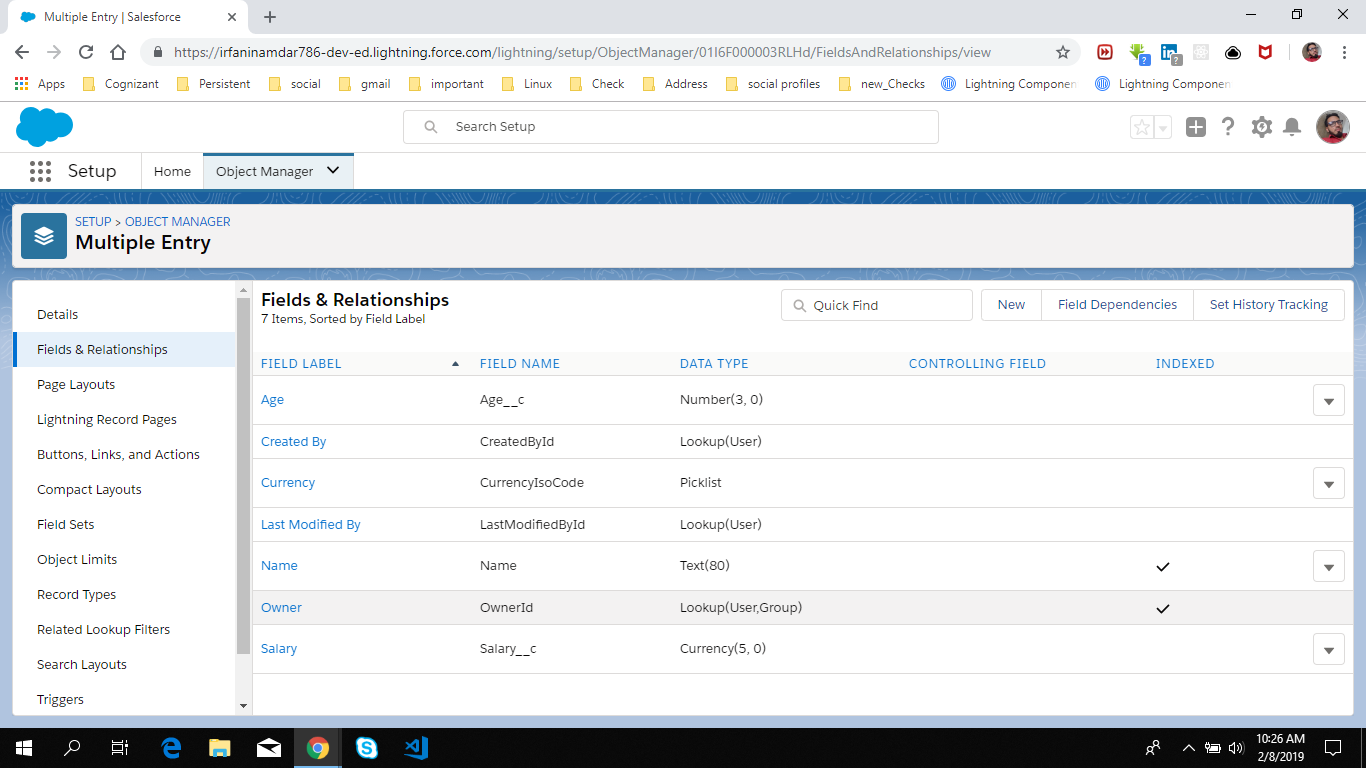 Multiple Entry | Salesforce
https://irfaninamdar786-dev-ed.lightning.force.com/lightning/setup/ObjectManager/01I6F000003RLHd/FieldsAndRelationships/view
Apps Cognizant Persistent social gmail important Linux Check Address social profiles new_Checks Lightning Componen Lightning Componen
Search Setup
Setup Home Object Manager
SETUP > OBJECT MANAGER
Multiple Entry
Details
Fields & Relationships
Page Layouts
Lightning Record Pages
Buttons, Links, and Actions
Compact Layouts
Field Sets
Object Limits
Record Types
Related Lookup Filters
Search Layouts
Triggers
Fields & Relationships
7 Items, Sorted by Field Label
Quick Find
New Field Dependencies Set History Tracking
FIELD LABEL FIELD NAME DATA TYPE CONTROLLING FIELD INDEXED
Age Age__c Number(3, 0)
Created By CreatedById Lookup(User)
Currency CurrencyIsoCode Picklist
Last Modified By LastModifiedById Lookup(User)
Name Name Text(80)
Owner OwnerId Lookup(User,Group)
Salary Salary__c Currency(5, 0)
10:26 AM
2/8/2019